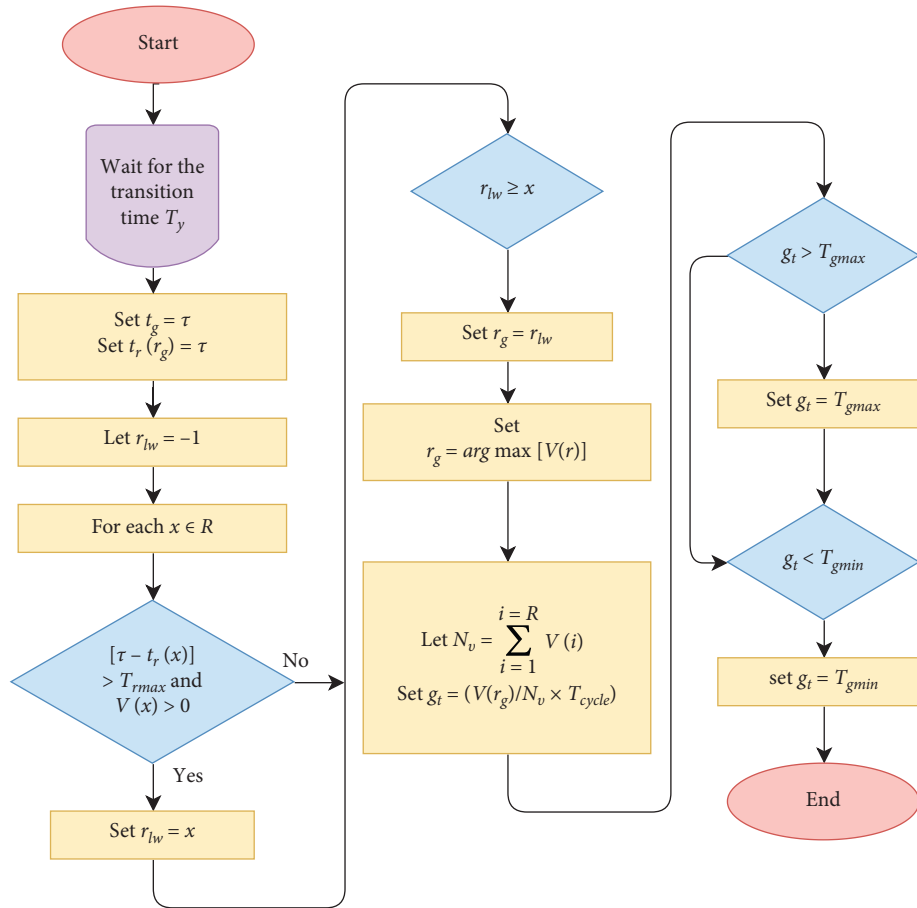 Start
Wait for the
transition
time T_y
Set t_g = τ
Set t_r (r_g) = τ
Let r_lw = –1
For each x ∈ R
[τ – t_r (x)]
> T_rmax and
V (x) > 0
No
Yes
Set r_lw = x
r_lw ≥ x
Set r_g = r_lw
Set
r_g = arg max [V(r)]
i = R
Let N_v = ∑ V (i)
i = 1
Set g_t = (V(r_g)/N_v × T_cycle)
g_t > T_gmax
Set g_t = T_gmax
g_t < T_gmin
set g_t = T_gmin
End